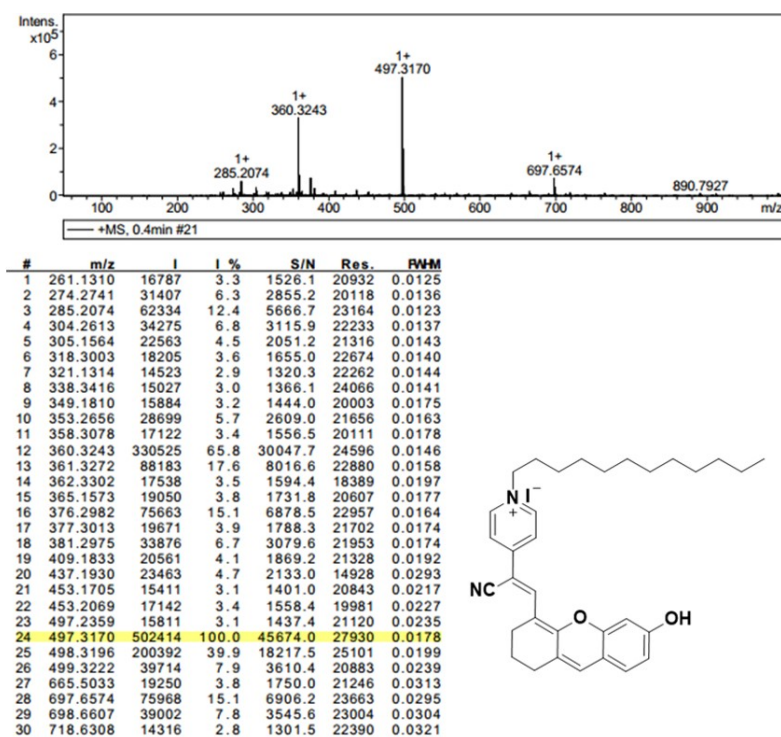 Intens.
x10⁵
6
4
2
0
1+
285.2074
1+
360.3243
1+
497.3170
1+
697.6574
890.7927
100 200 300 400 500 600 700 800 900 m/z
+MS, 0.4min #21
# m/z I I % S/N Res. FWHM
1 261.1310 16787 3.3 1526.1 20932 0.0125
2 274.2741 31407 6.3 2855.2 20118 0.0136
3 285.2074 62334 12.4 5666.7 23164 0.0123
4 304.2613 34275 6.8 3115.9 22233 0.0137
5 305.1564 22563 4.5 2051.2 21316 0.0143
6 318.3003 18205 3.6 1655.0 22674 0.0140
7 321.1314 14523 2.9 1320.3 22262 0.0144
8 338.3416 15027 3.0 1366.1 24066 0.0141
9 349.1810 15884 3.2 1444.0 20003 0.0175
10 353.2656 28699 5.7 2609.0 21656 0.0163
11 358.3078 17122 3.4 1556.5 20111 0.0178
12 360.3243 330525 65.8 30047.7 24596 0.0146
13 361.3272 88183 17.6 8016.6 22880 0.0158
14 362.3302 17538 3.5 1594.4 18389 0.0197
15 365.1573 19050 3.8 1731.8 20607 0.0177
16 376.2982 75663 15.1 6878.5 22957 0.0164
17 377.3013 19671 3.9 1788.3 21702 0.0174
18 381.2975 33876 6.7 3079.6 21953 0.0174
19 409.1833 20561 4.1 1869.2 21328 0.0192
20 437.1930 23463 4.7 2133.0 14928 0.0293
21 453.1705 15411 3.1 1401.0 20843 0.0217
22 453.2069 17142 3.4 1558.4 19981 0.0227
23 497.2359 15811 3.1 1437.4 21120 0.0235
24 497.3170 502414 100.0 45674.0 27930 0.0178
25 498.3196 200392 39.9 18217.5 25101 0.0199
26 499.3222 39714 7.9 3610.4 20883 0.0239
27 665.5033 19250 3.8 1750.0 21246 0.0313
28 697.6574 75968 15.1 6906.2 23663 0.0295
29 698.6607 39002 7.8 3545.6 23004 0.0304
30 718.6308 14316 2.8 1301.5 22390 0.0321
N I⁻
+
NC
O
OH